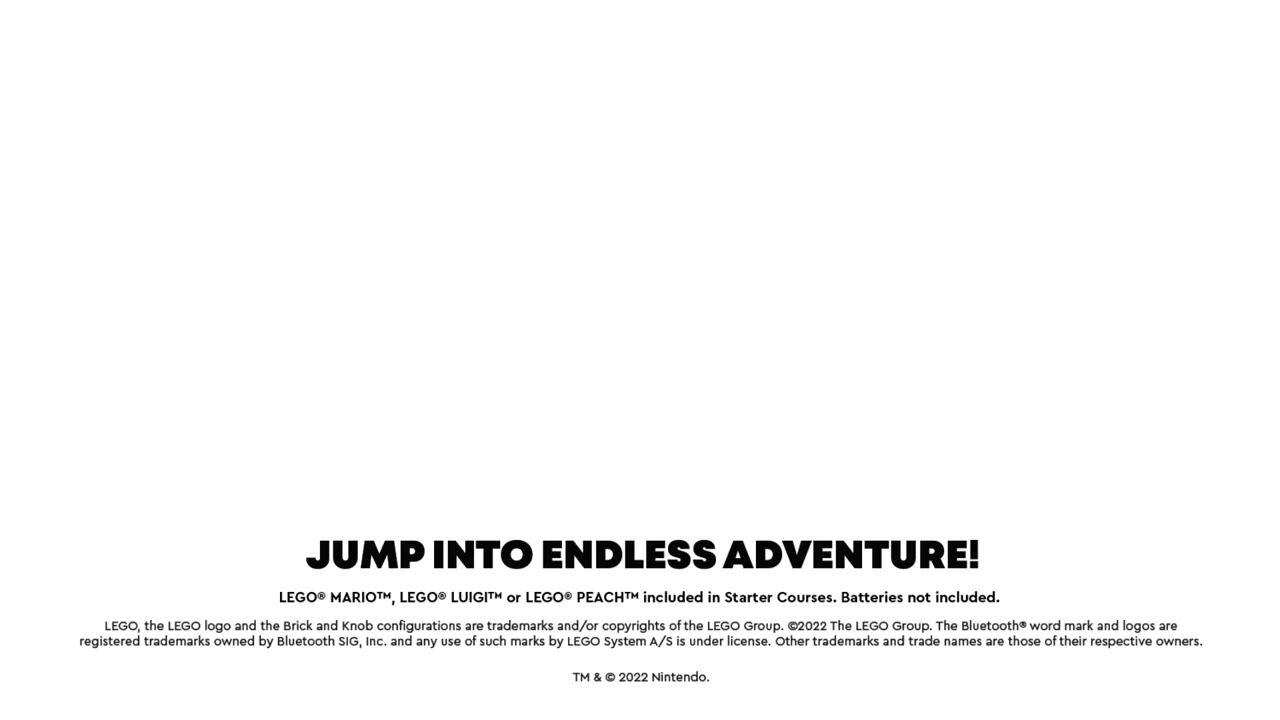 JUMP INTO ENDLESS ADVENTURE!
LEGO® MARIO™, LEGO® LUIGI™ or LEGO® PEACH™ included in Starter Courses. Batteries not included.
LEGO, the LEGO logo and the Brick and Knob configurations are trademarks and/or copyrights of the LEGO Group. ©2022 The LEGO Group. The Bluetooth® word mark and logos are
registered trademarks owned by Bluetooth SIG, Inc. and any use of such marks by LEGO System A/S is under license. Other trademarks and trade names are those of their respective owners.
TM & © 2022 Nintendo.